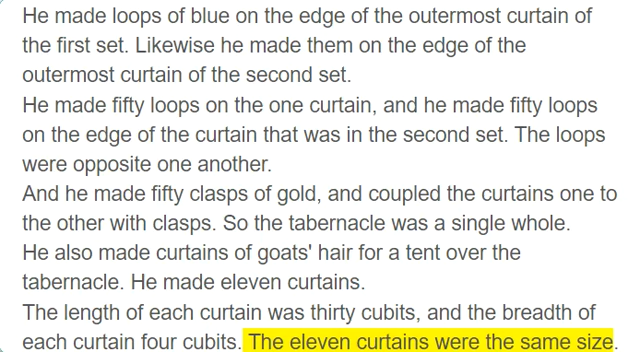 He made loops of blue on the edge of the outermost curtain of
the first set. Likewise he made them on the edge of the
outermost curtain of the second set.
He made fifty loops on the one curtain, and he made fifty loops
on the edge of the curtain that was in the second set. The loops
were opposite one another.
And he made fifty clasps of gold, and coupled the curtains one to
the other with clasps. So the tabernacle was a single whole.
He also made curtains of goats' hair for a tent over the
tabernacle. He made eleven curtains.
The length of each curtain was thirty cubits, and the breadth of
each curtain four cubits. The eleven curtains were the same size.